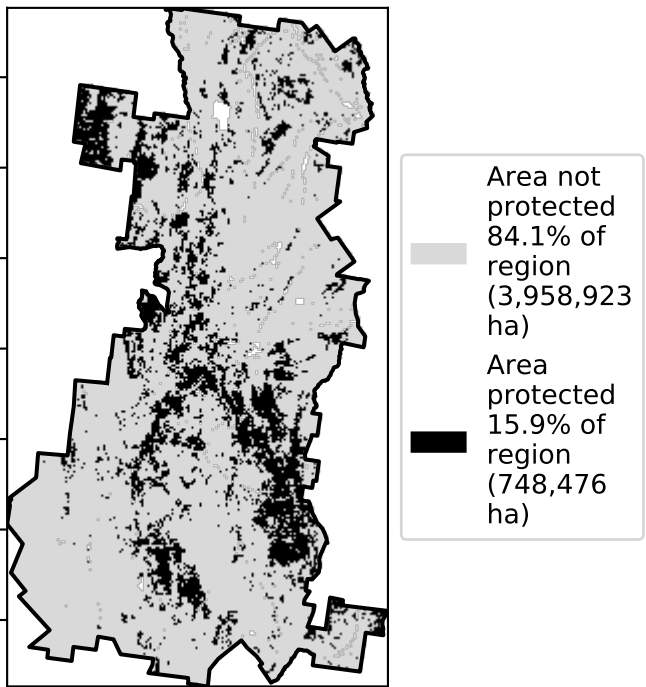 Area not
protected
84.1% of
region
(3,958,923
ha)
Area
protected
15.9% of
region
(748,476
ha)